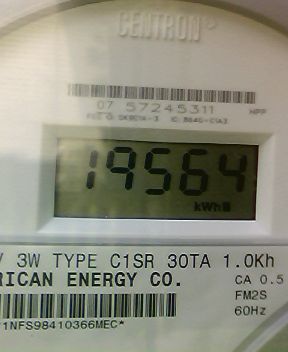 CENTRON
07 57245311
19564
kWh
3W TYPE C1SR 30TA 1.0Kh
RICAN ENERGY CO.
CA 0.5
FM2S
60Hz
1NFS98410366MEC*